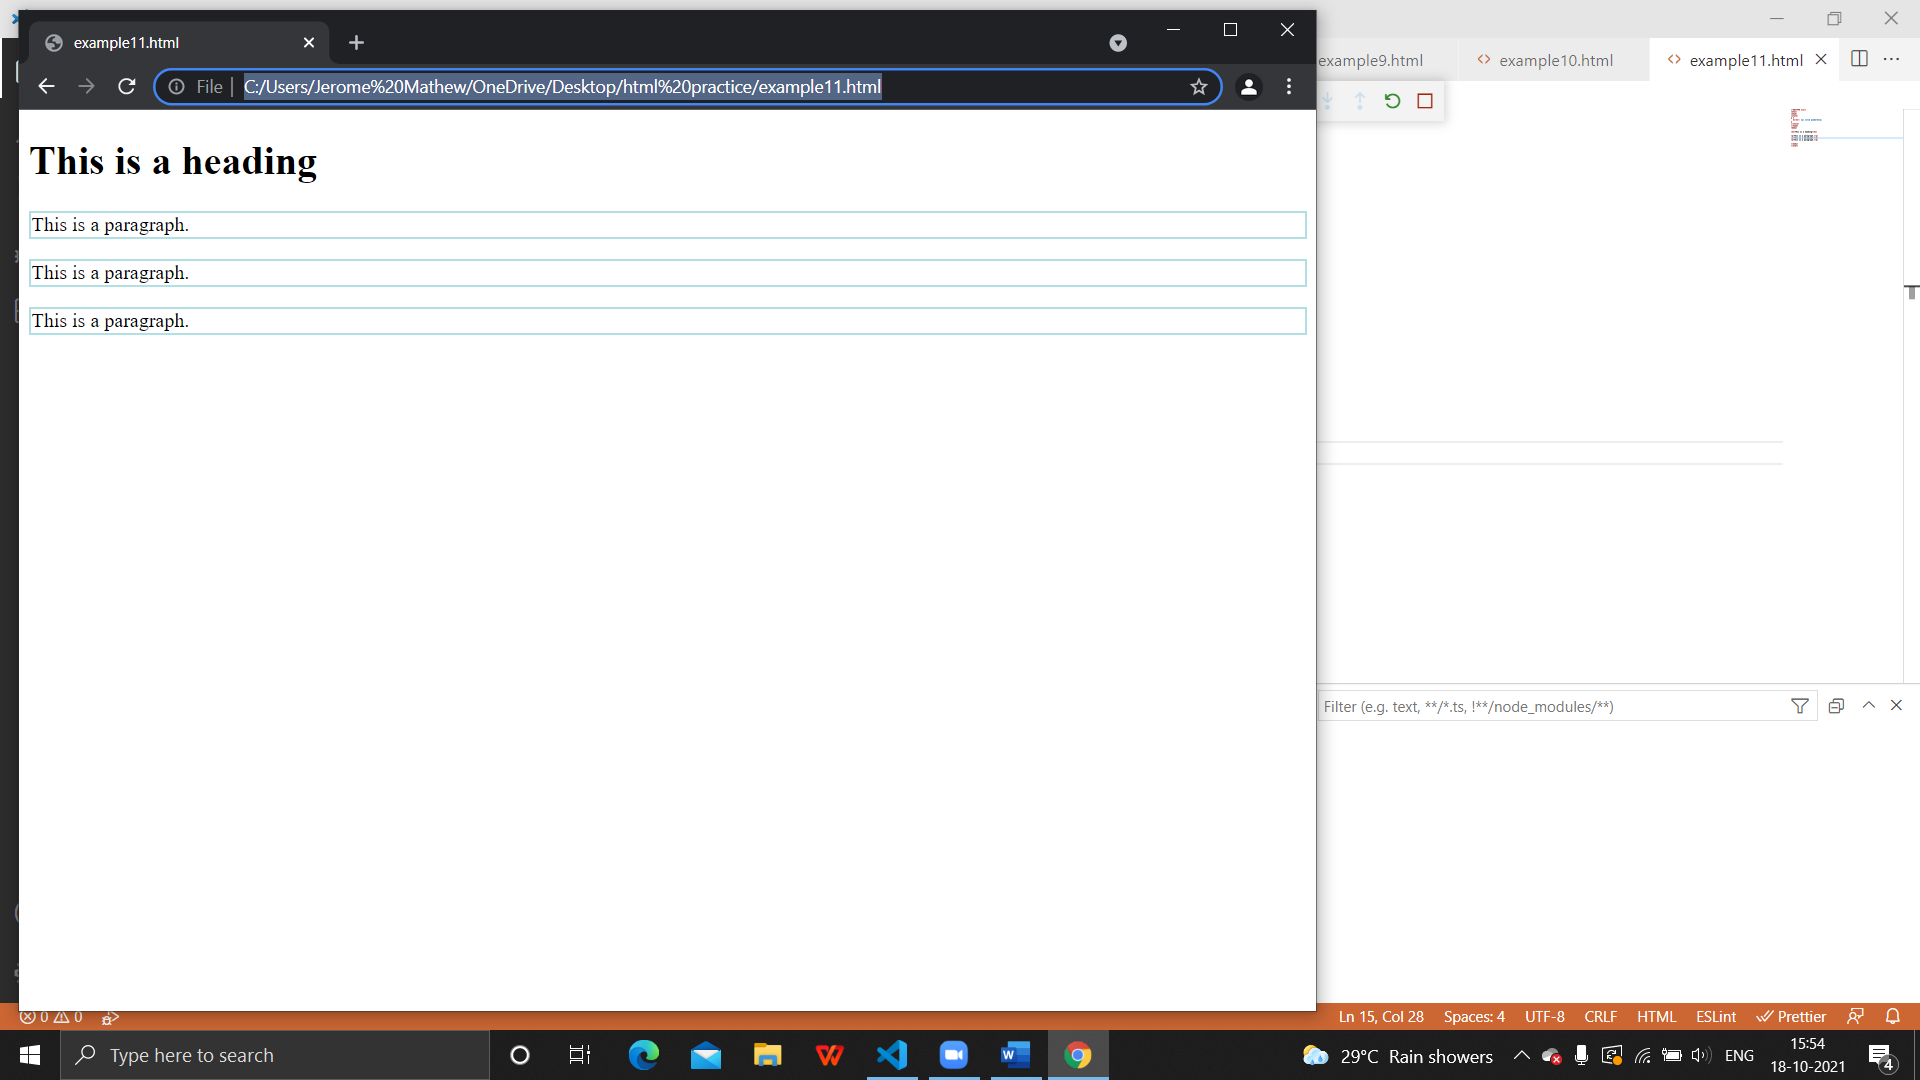 example11.html
example9.html
example10.html
example11.html
File
C:/Users/Jerome%20Mathew/OneDrive/Desktop/html%20practice/example11.html
This is a heading
This is a paragraph.
This is a paragraph.
This is a paragraph.
Filter (e.g. text, **/*.ts, !**/node_modules/**)
0 0
Ln 15, Col 28
Spaces: 4
UTF-8
CRLF
HTML
ESLint
Prettier
Type here to search
W
W
29°C Rain showers
ENG
15:54
18-10-2021
4